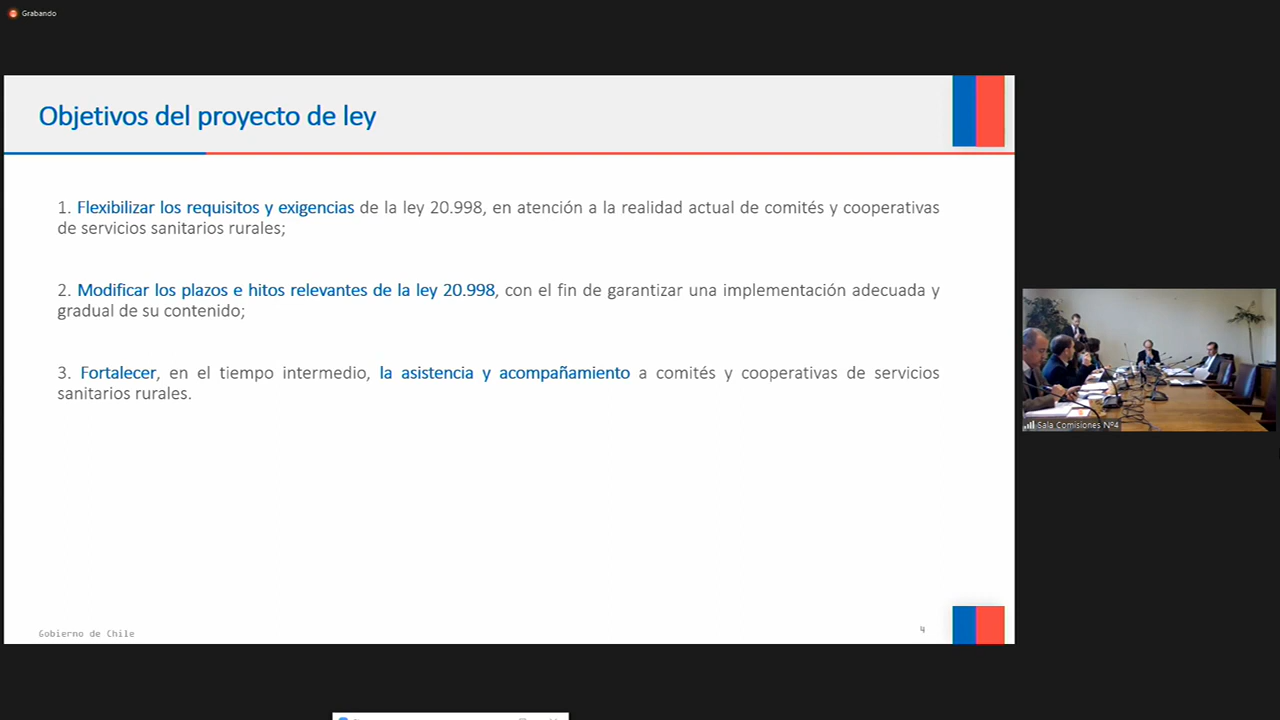 Grabando
Objetivos del proyecto de ley
1. Flexibilizar los requisitos y exigencias de la ley 20.998, en atención a la realidad actual de comités y cooperativas
de servicios sanitarios rurales;
2. Modificar los plazos e hitos relevantes de la ley 20.998, con el fin de garantizar una implementación adecuada y
gradual de su contenido;
3. Fortalecer, en el tiempo intermedio, la asistencia y acompañamiento a comités y cooperativas de servicios
sanitarios rurales.
Sala Comisiones Nº4
Gobierno de Chile
4